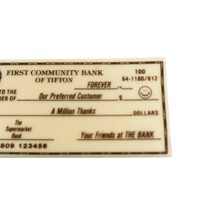 FIRST COMMUNITY BANK 100
OF TIFTON 64-1180/612
FOREVER
TO THE
DER OF Our Preferred Customer $
A Million Thanks DOLLARS
The
Supermarket
Bank Your Friends at THE BANK
809 123456